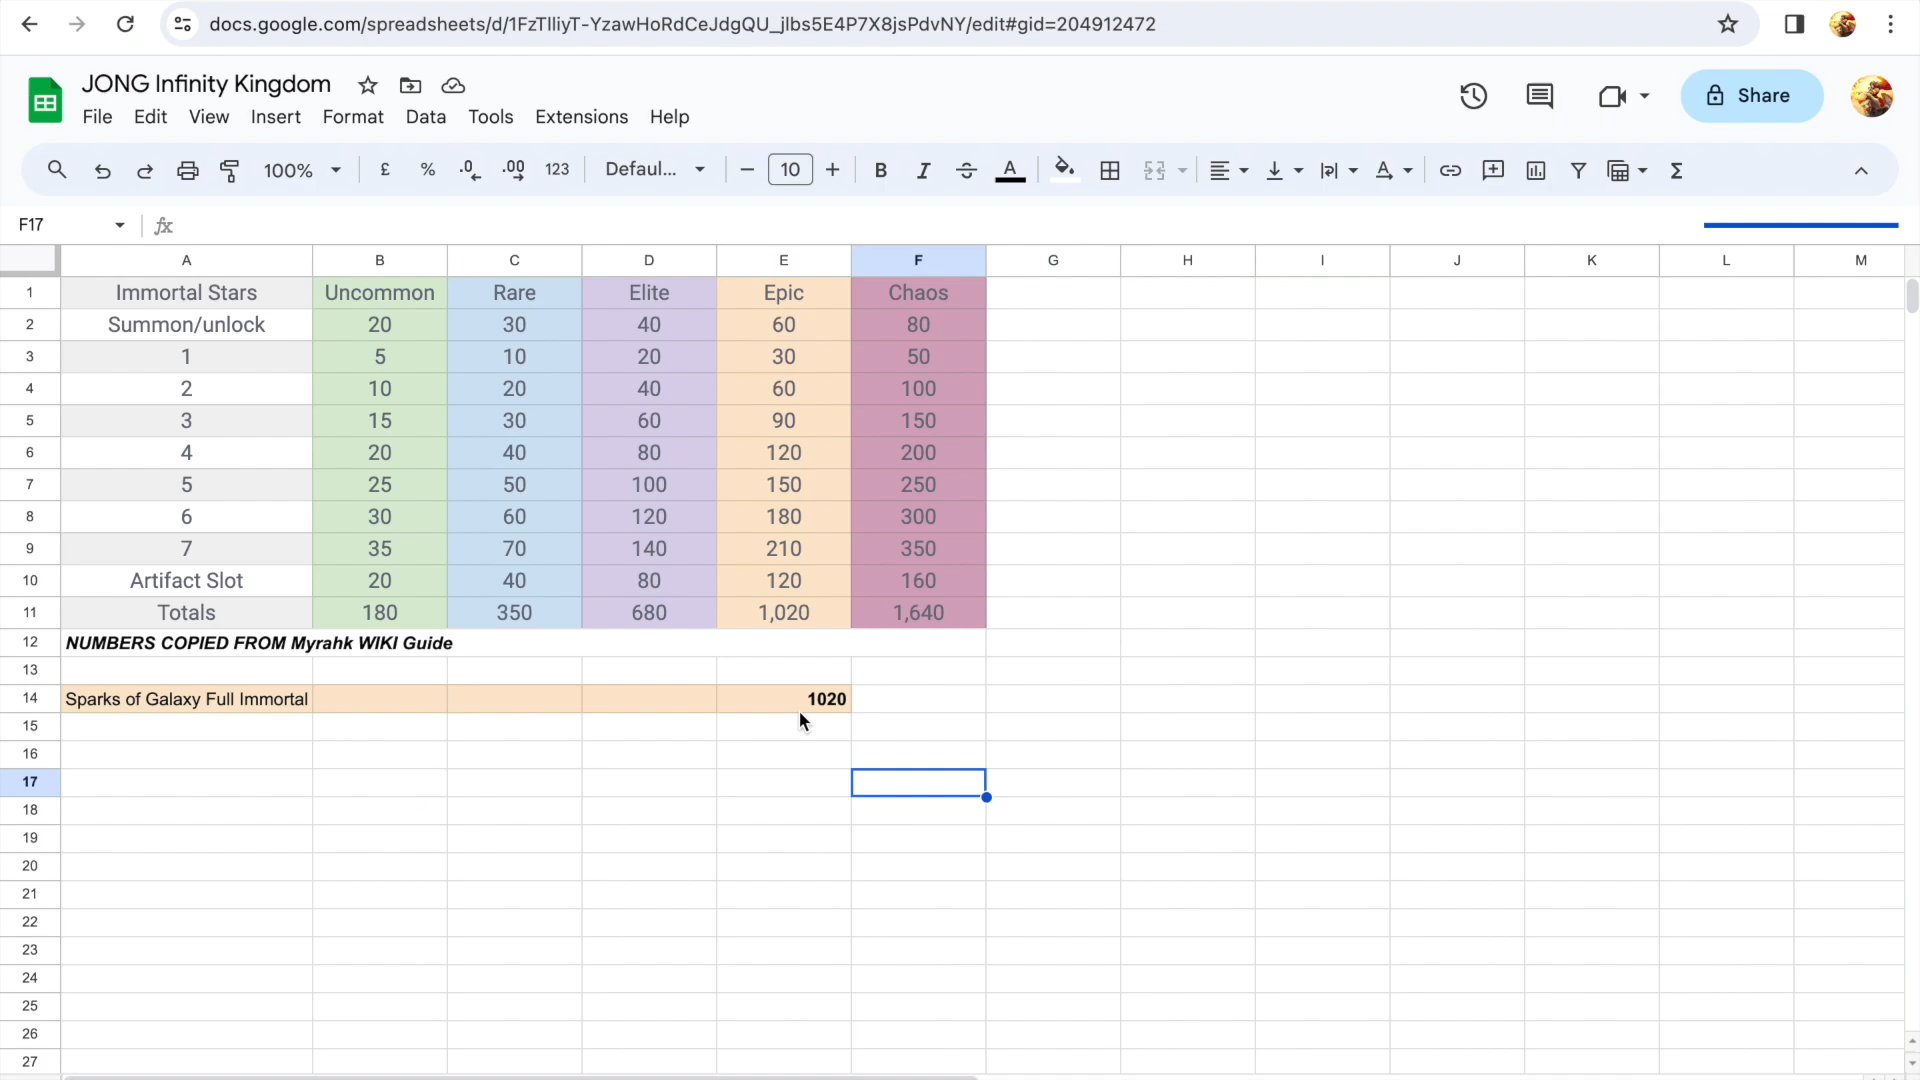 docs.google.com/spreadsheets/d/1FzTlliyT-YzawHoRdCeJdgQU_jlbs5E4P7X8jsPdvNY/edit#gid=204912472
JONG Infinity Kingdom
File Edit View Insert Format Data Tools Extensions Help
Share
100% £ % .0 .00 123 Defaul... 10 B I A
F17 fx
A B C D E F G H I J K L M
1 Immortal Stars Uncommon Rare Elite Epic Chaos
2 Summon/unlock 20 30 40 60 80
3 1 5 10 20 30 50
4 2 10 20 40 60 100
5 3 15 30 60 90 150
6 4 20 40 80 120 200
7 5 25 50 100 150 250
8 6 30 60 120 180 300
9 7 35 70 140 210 350
10 Artifact Slot 20 40 80 120 160
11 Totals 180 350 680 1,020 1,640
12 NUMBERS COPIED FROM Myrahk WIKI Guide
13
14 Sparks of Galaxy Full Immortal 1020
15
16
17
18
19
20
21
22
23
24
25
26
27